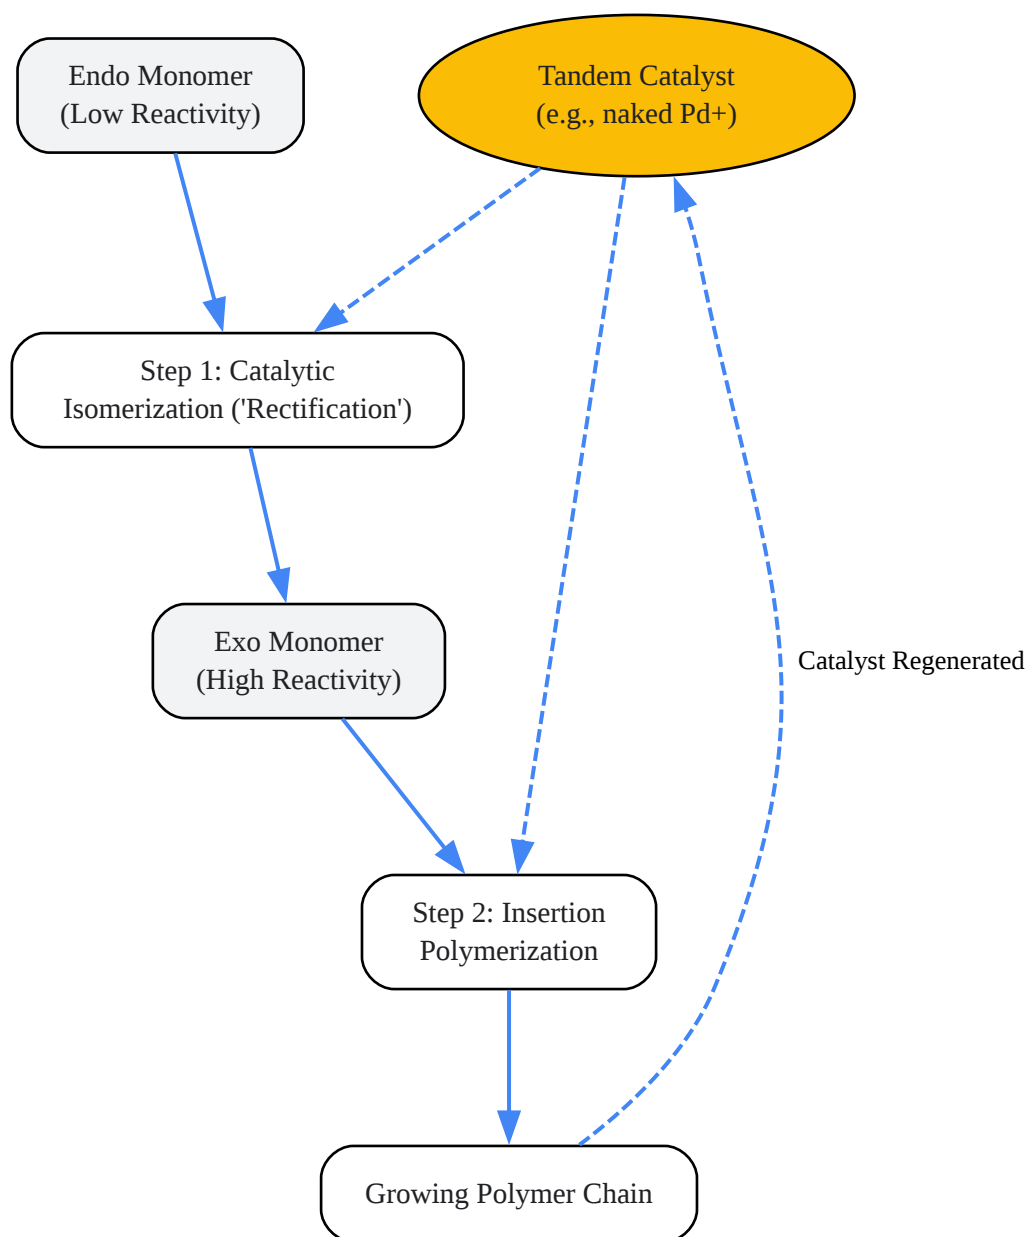 Endo Monomer
(Low Reactivity)
Tandem Catalyst
(e.g., naked Pd+)
Step 1: Catalytic
Isomerization ('Rectification')
Exo Monomer
(High Reactivity)
Catalyst Regenerated
Step 2: Insertion
Polymerization
Growing Polymer Chain